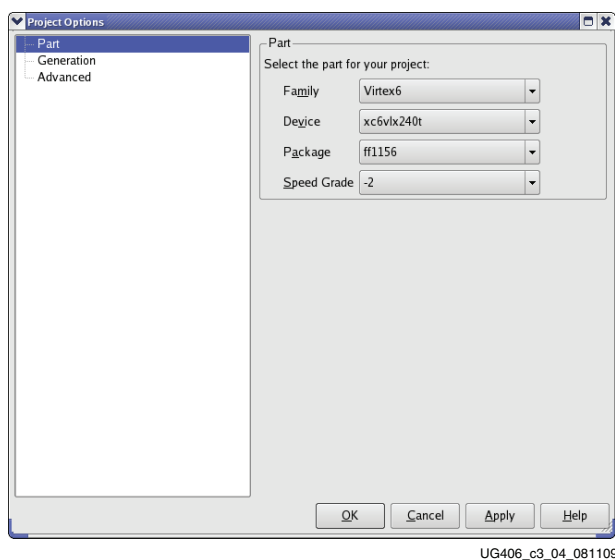 Project Options
Part
Generation
Advanced
Part
Select the part for your project:
Family Virtex6
Device xc6vlx240t
Package ff1156
Speed Grade -2
OK Cancel Apply Help
UG406_c3_04_081109